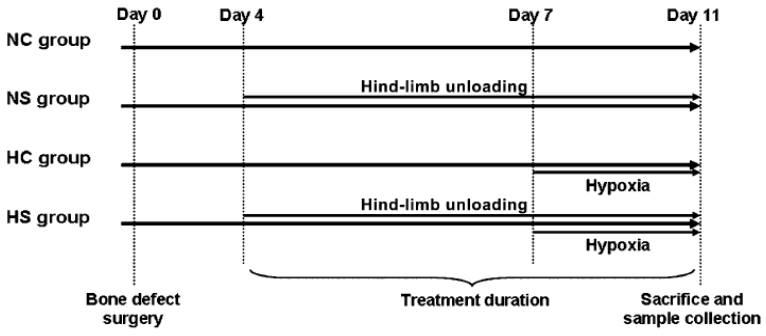 Day 0 Day 4 Day 7 Day 11
NC group
Hind-limb unloading
NS group
HC group
Hypoxia
Hind-limb unloading
HS group
Hypoxia
Bone defect
surgery
Treatment duration
Sacrifice and
sample collection